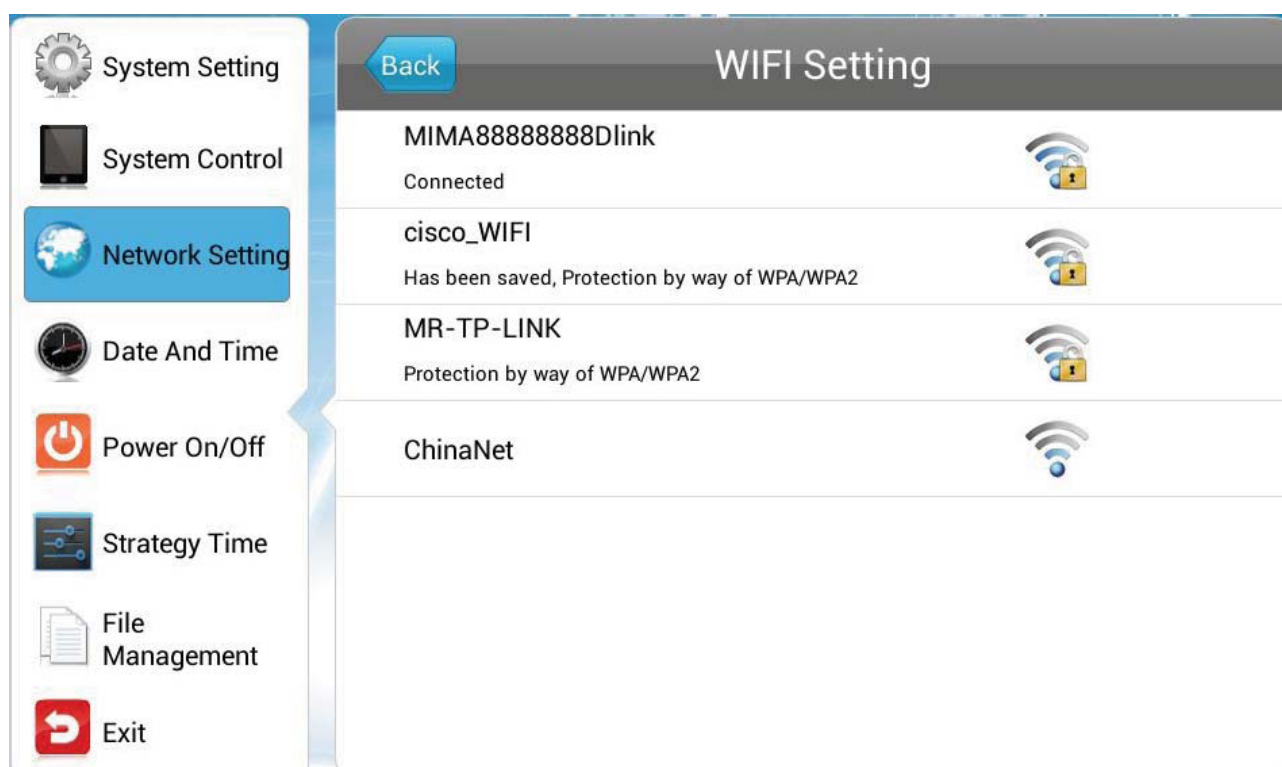 System Setting
System Control
Network Setting
Date And Time
Power On/Off
Strategy Time
File
Management
Exit
Back
WIFI Setting
MIMA88888888Dlink
Connected
cisco_WIFI
Has been saved, Protection by way of WPA/WPA2
MR-TP-LINK
Protection by way of WPA/WPA2
ChinaNet